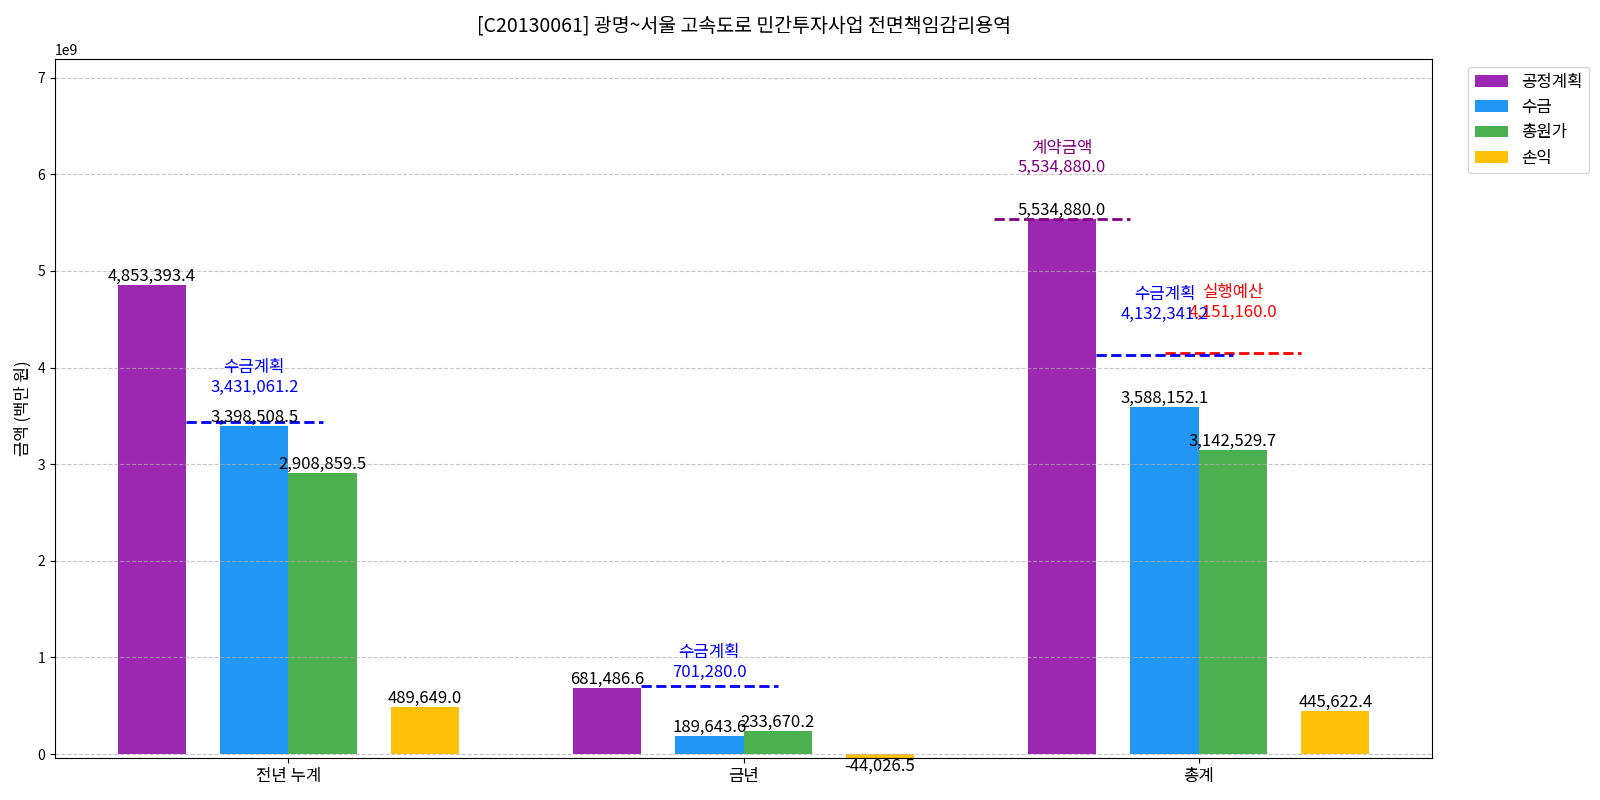 [C20130061] 광명~서울 고속도로 민간투자사업 전면책임감리용역
1e9
7
6
5
4
3
2
1
0
금액 (백만 원)
공정계획
수금
총원가
손익
4,853,393.4
수금계획
3,431,061.2
3,398,508.5
2,908,859.5
489,649.0
681,486.6
수금계획
701,280.0
189,643.6
233,670.2
-44,026.5
계약금액
5,534,880.0
5,534,880.0
수금계획
4,132,341.2
실행예산
4,151,160.0
3,588,152.1
3,142,529.7
445,622.4
전년 누계
금년
총계